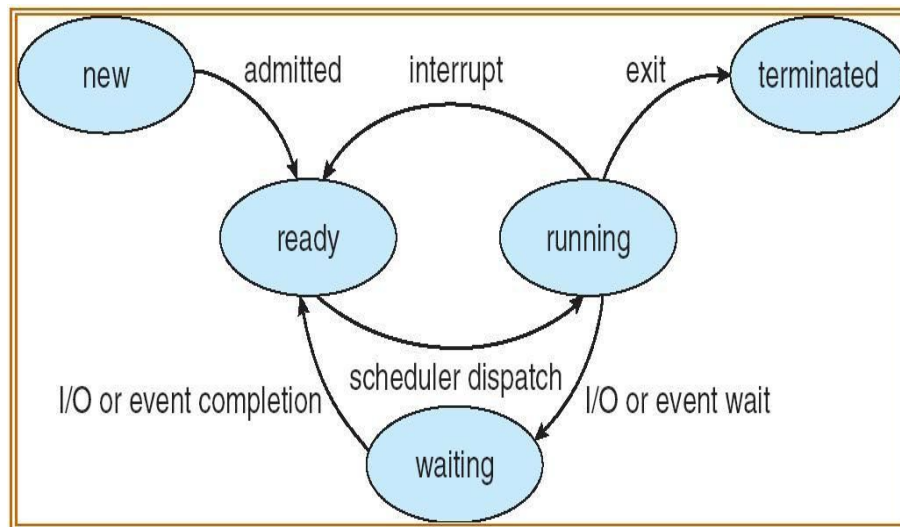 admitted
interrupt
exit
new
terminated
ready
running
scheduler dispatch
I/O or event completion
I/O or event wait
waiting